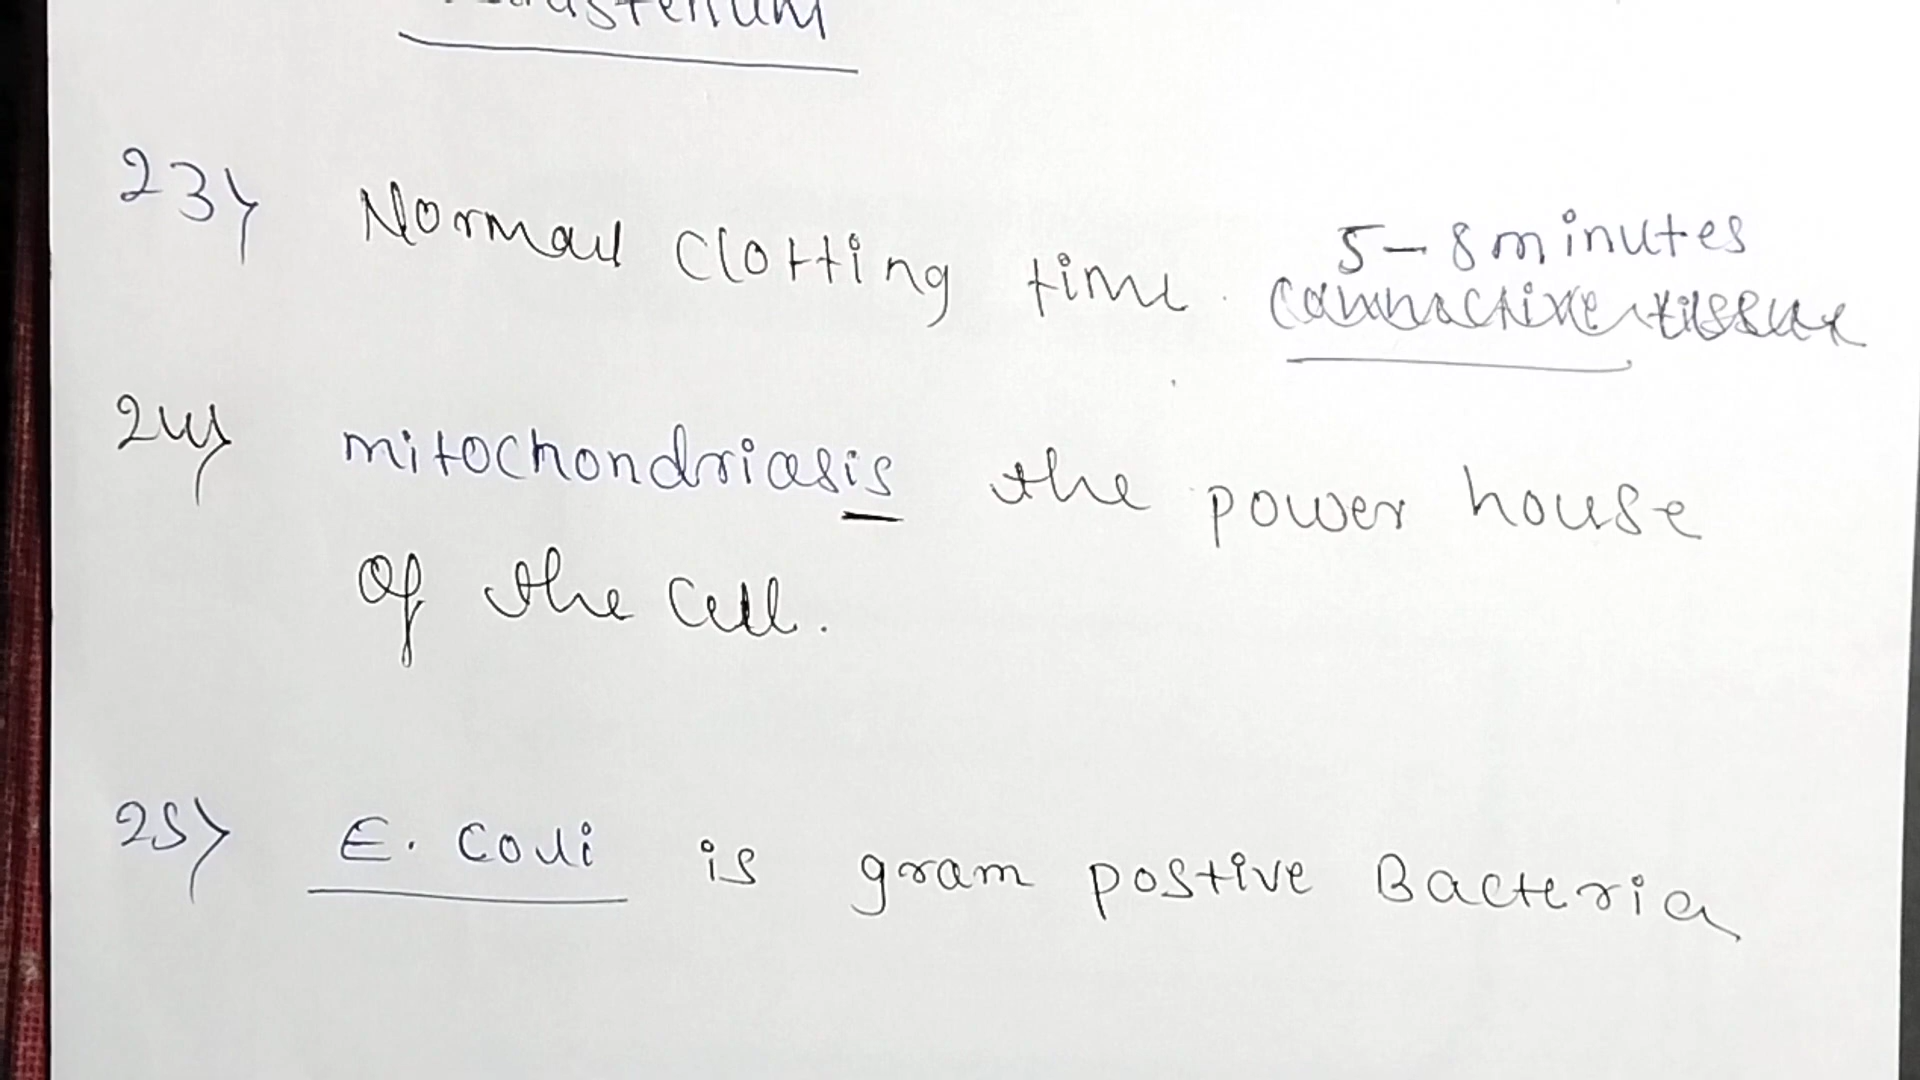 23) Normal Clotting time 5-8 minutes
connective tissue
24) mitochondriasis the power house
of the Cell.
25) E. Coli is gram postive Bacteria